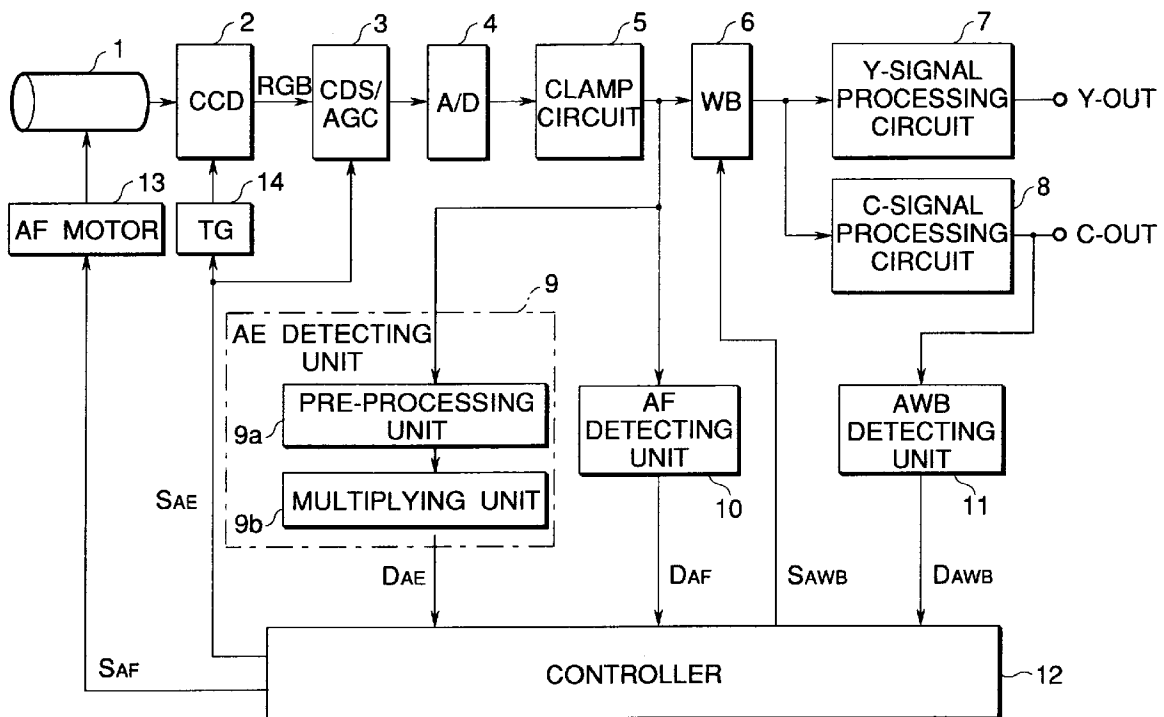 1
2
3
4
5
6
7
CCD
RGB
CDS/
AGC
A/D
CLAMP
CIRCUIT
WB
Y-SIGNAL
PROCESSING
CIRCUIT
Y-OUT
13
14
8
AF MOTOR
TG
C-SIGNAL
PROCESSING
CIRCUIT
C-OUT
9
AE DETECTING
UNIT
PRE-PROCESSING
UNIT
9a
MULTIPLYING UNIT
9b
AF
DETECTING
UNIT
10
AWB
DETECTING
UNIT
11
SAE
DAE
DAF
SAWB
DAWB
SAF
CONTROLLER
12